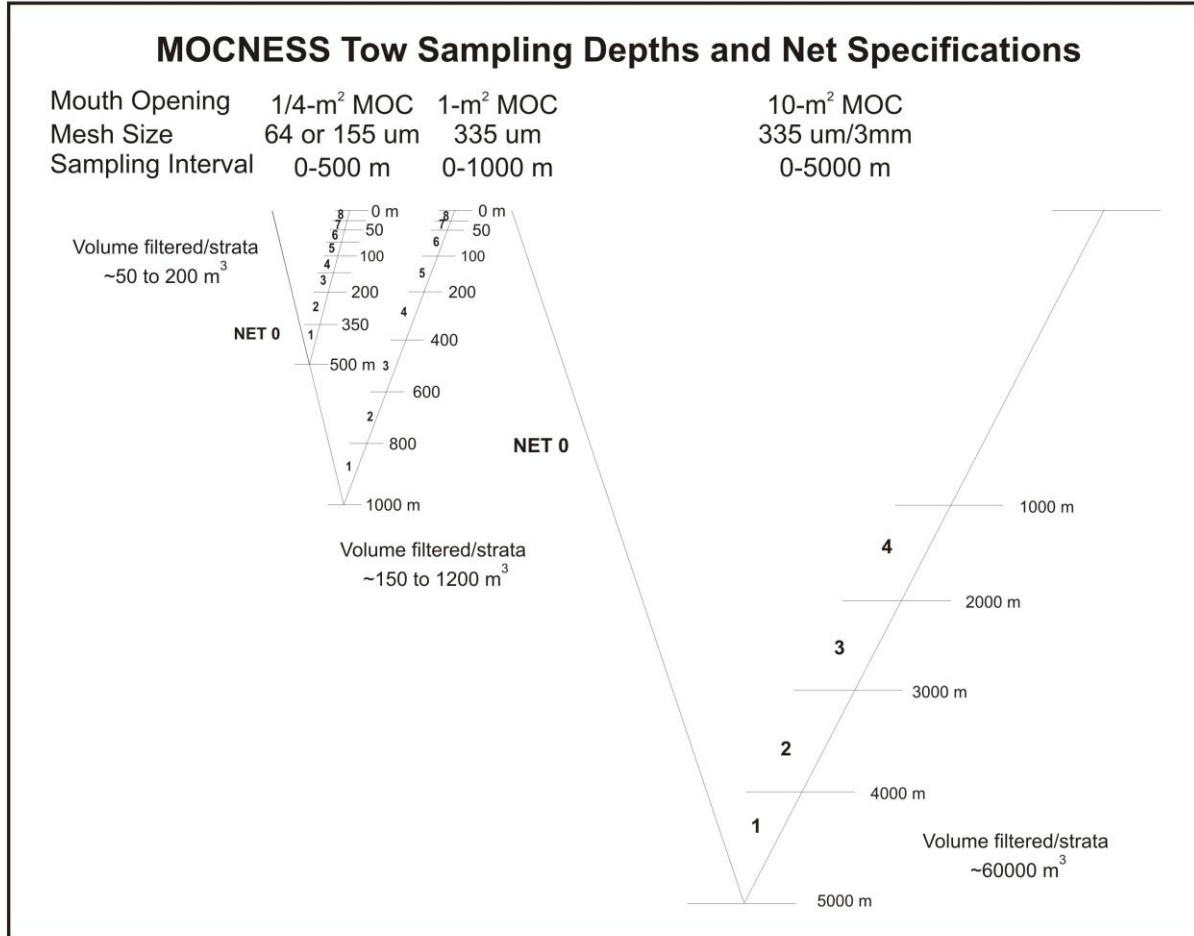 MOCNESS Tow Sampling Depths and Net Specifications
Mouth Opening 1/4-m² MOC 1-m² MOC 10-m² MOC
Mesh Size 64 or 155 um 335 um 335 um/3mm
Sampling Interval 0-500 m 0-1000 m 0-5000 m
8 0 m 8 0 m
7 7
50 50
6 6
Volume filtered/strata
~50 to 200 m³
5
100 100
4
5
3
200 200
2
4
350
NET 0
1
400
500 m
3
600
2
800
NET 0
1
1000 m 1000 m
Volume filtered/strata
~150 to 1200 m³
4
2000 m
3
3000 m
2
4000 m
1
Volume filtered/strata
~60000 m³
5000 m